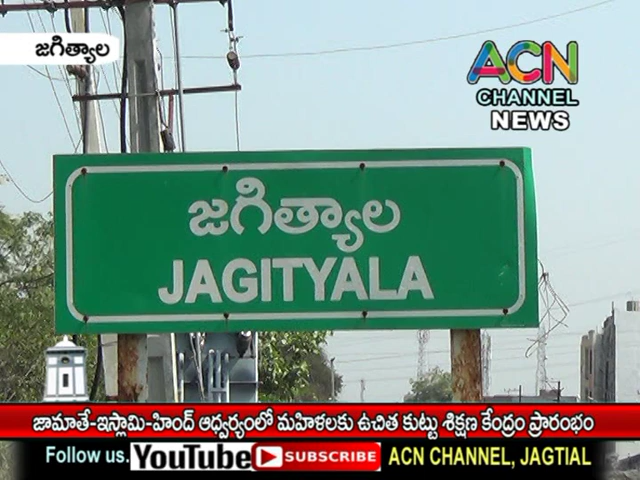 జగిత్యాల
ACN
CHANNEL
NEWS
జగిత్యాల
JAGITYALA
జామాతే-ఇస్లామి-హింద్ ఆధ్వర్యంలో మహిళలకు ఉచిత కుట్టు శిక్షణ కేంద్రం ప్రారంభం
Follow us. YouTube SUBSCRIBE ACN CHANNEL, JAGTIAL